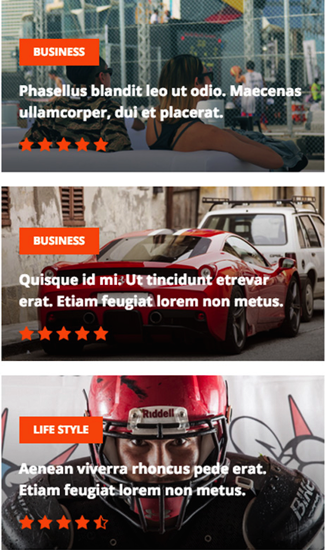 BUSINESS
Phasellus blandit leo ut odio. Maecenas
ullamcorper, dui et placerat.
BUSINESS
Quisque id mi. Ut tincidunt etrevar
erat. Etiam feugiat lorem non metus.
Riddell
LIFE STYLE
Aenean viverra rhoncus pede erat.
Etiam feugiat lorem non metus.